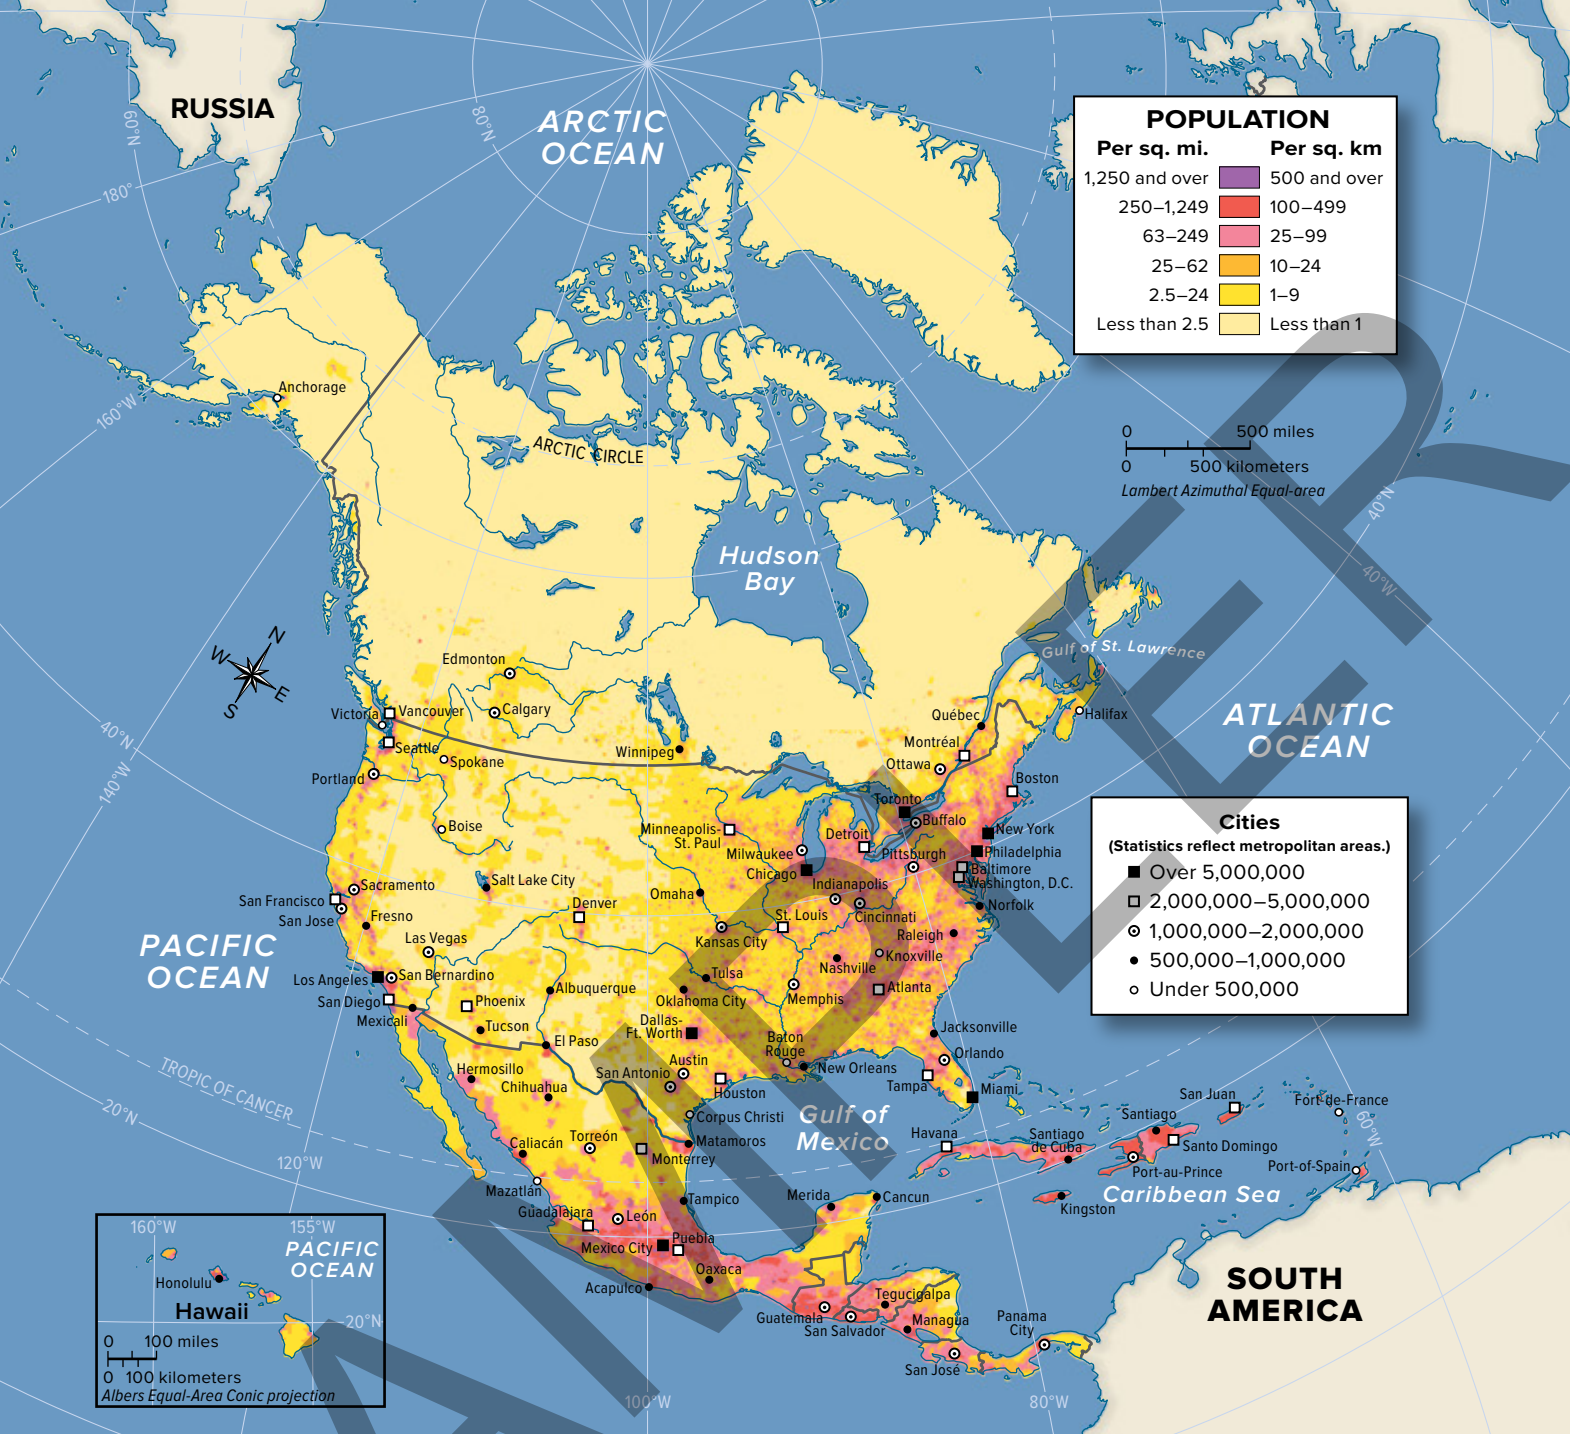 RUSSIA
ARCTIC
OCEAN
60°N
80°N
180°
160°W
POPULATION
Per sq. mi.
Per sq. km
1,250 and over
500 and over
250–1,249
100–499
63–249
25–99
25–62
10–24
2.5–24
1–9
Less than 2.5
Less than 1
Anchorage
ARCTIC CIRCLE
0
500 miles
0
500 kilometers
Lambert Azimuthal Equal-area
40°N
40°W
Hudson
Bay
Gulf of St. Lawrence
N
W
E
S
Edmonton
Calgary
Victoria
Vancouver
Seattle
Spokane
Portland
Winnipeg
Québec
Montréal
Ottawa
Halifax
ATLANTIC
OCEAN
40°N
140°W
Boise
Minneapolis-
St. Paul
Milwaukee
Chicago
Detroit
Toronto
Buffalo
Boston
New York
Philadelphia
Pittsburgh
Baltimore
Washington, D.C.
Norfolk
Indianapolis
Cincinnati
Cities
(Statistics reflect metropolitan areas.)
Over 5,000,000
2,000,000–5,000,000
1,000,000–2,000,000
500,000–1,000,000
Under 500,000
Sacramento
San Francisco
San Jose
Fresno
Salt Lake City
Denver
Omaha
St. Louis
Kansas City
Las Vegas
Raleigh
Knoxville
Nashville
PACIFIC
OCEAN
Los Angeles
San Bernardino
San Diego
Phoenix
Mexicali
Tucson
Albuquerque
El Paso
Tulsa
Oklahoma City
Memphis
Atlanta
Dallas-
Ft. Worth
Baton
Rouge
Jacksonville
Orlando
Hermosillo
Chihuahua
San Antonio
Austin
Houston
New Orleans
Tampa
Miami
TROPIC OF CANCER
20°N
Corpus Christi
Gulf of
Mexico
Caliacán
Torreón
Matamoros
Monterrey
Havana
Santiago
de Cuba
Santiago
San Juan
Fort-de-France
60°W
Santo Domingo
Port-au-Prince
Port-of-Spain
120°W
Mazatlán
Tampico
Merida
Cancun
Kingston
Caribbean Sea
Guadalajara
León
Mexico City
Puebla
Oaxaca
Acapulco
Guatemala
San Salvador
Tegucigalpa
Managua
San José
Panama
City
SOUTH
AMERICA
160°W
155°W
PACIFIC
OCEAN
Honolulu
Hawaii
20°N
0
100 miles
0
100 kilometers
Albers Equal-Area Conic projection
100°W
80°W